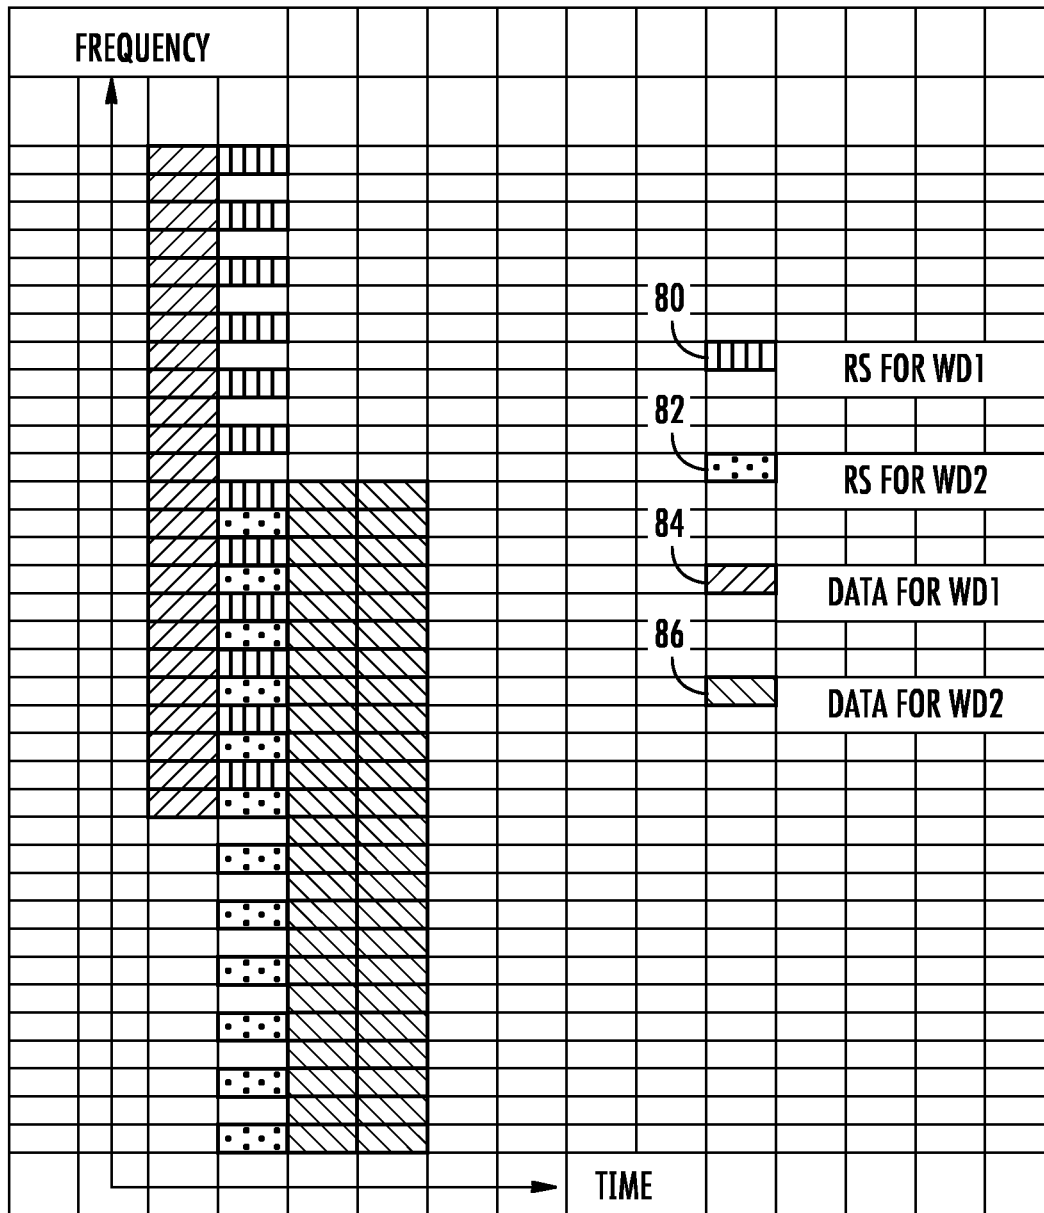 FREQUENCY
80
RS FOR WD1
82
RS FOR WD2
84
DATA FOR WD1
86
DATA FOR WD2
TIME